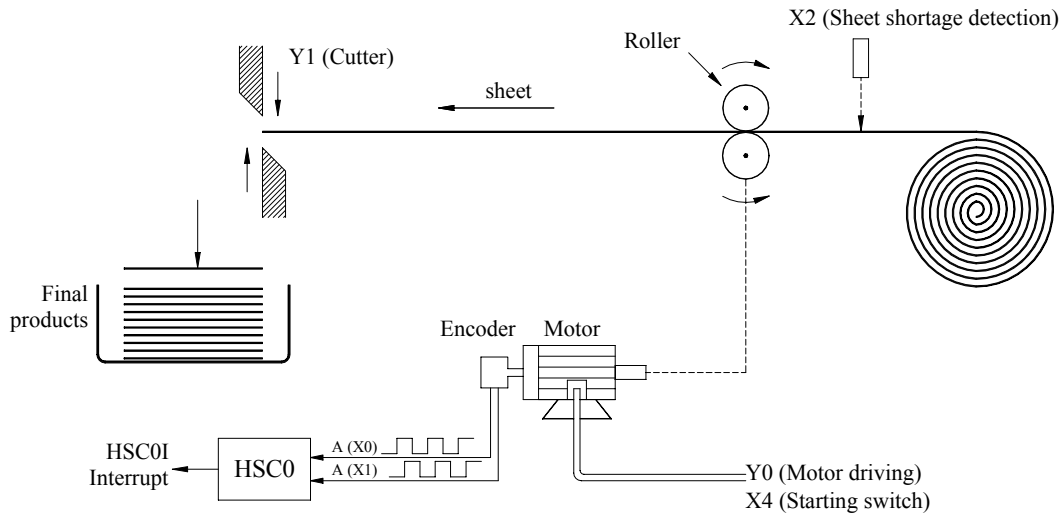 X2 (Sheet shortage detection)
Roller
Y1 (Cutter)
sheet
Final
products
Encoder
Motor
HSC0I
Interrupt
HSC0
A (X0)
A (X1)
Y0 (Motor driving)
X4 (Starting switch)